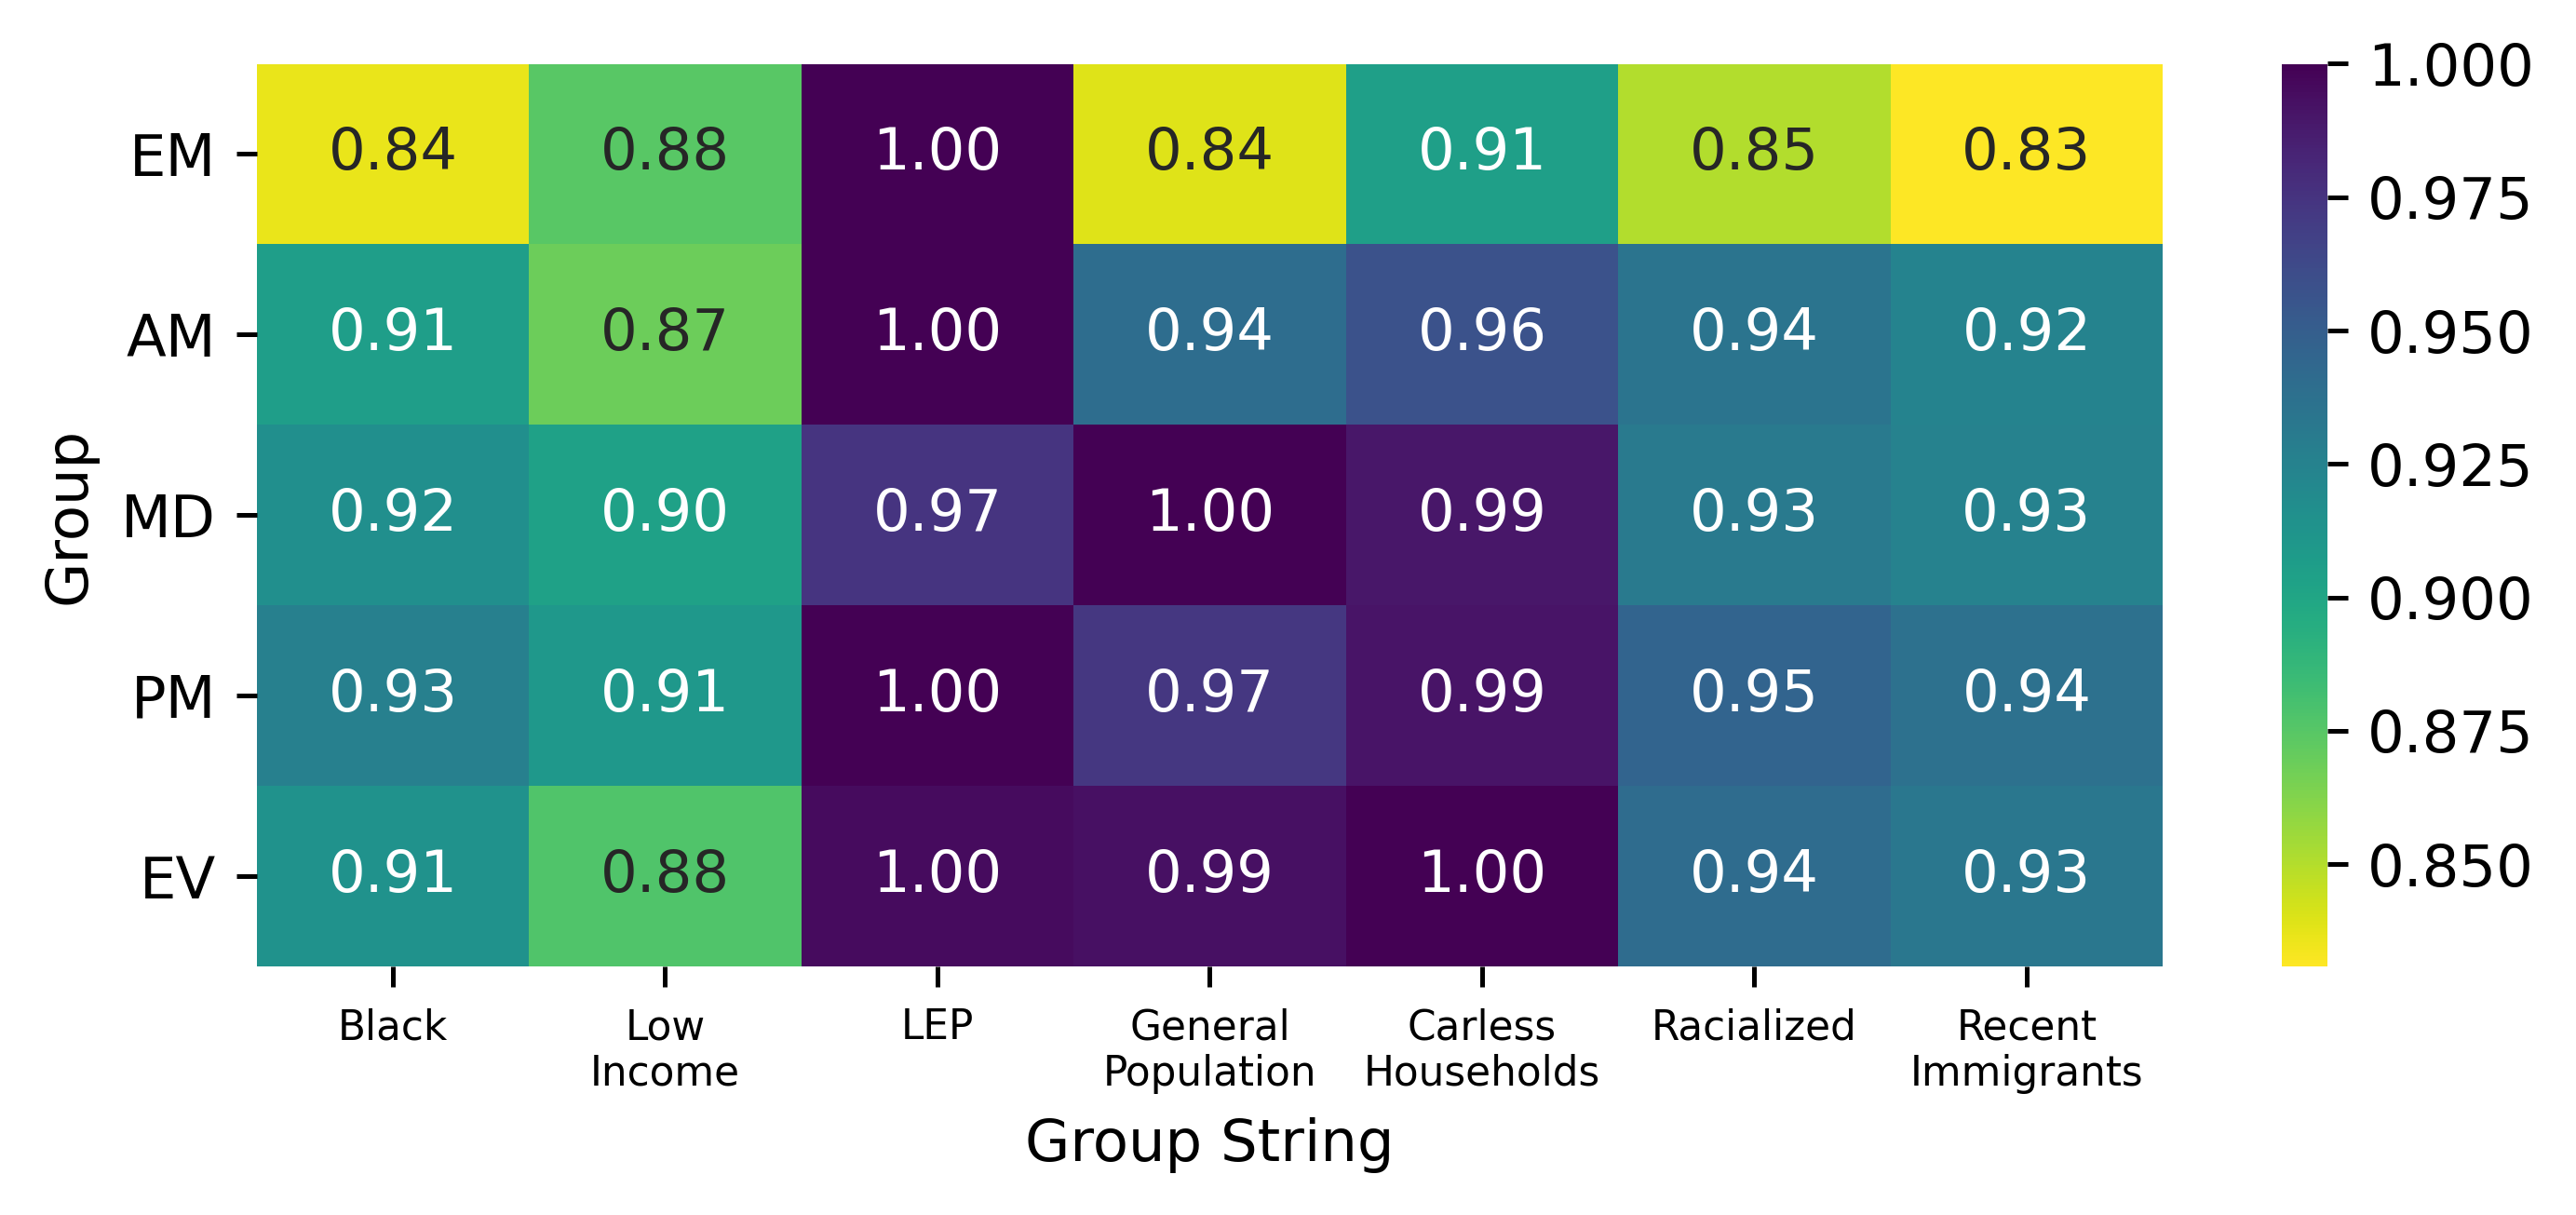 EM 0.84 0.88 1.00 0.84 0.91 0.85 0.83
AM 0.91 0.87 1.00 0.94 0.96 0.94 0.92
MD 0.92 0.90 0.97 1.00 0.99 0.93 0.93
PM 0.93 0.91 1.00 0.97 0.99 0.95 0.94
EV 0.91 0.88 1.00 0.99 1.00 0.94 0.93
Group
Black
Low
Income
LEP
General
Population
Carless
Households
Racialized
Recent
Immigrants
Group String
1.000
0.975
0.950
0.925
0.900
0.875
0.850